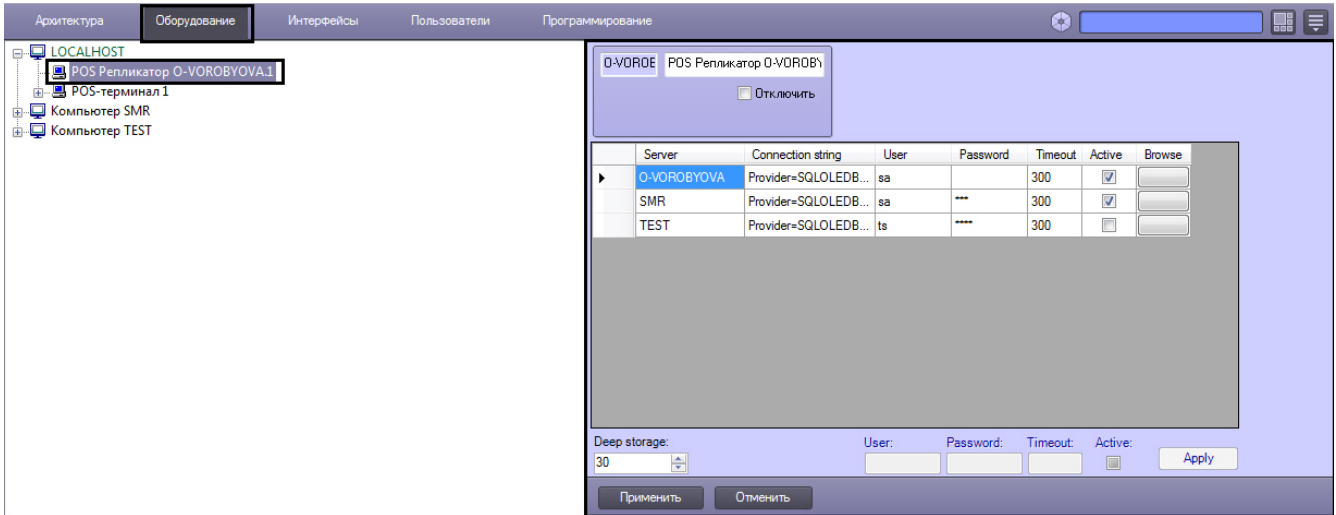 Архитектура Оборудование Интерфейсы Пользователи Программирование
LOCALHOST
POS Репликатор O-VOROBYOVA.1
POS-терминал 1
Компьютер SMR
Компьютер TEST
O-VOROE POS Репликатор O-VOROBY
Отключить
Server Connection string User Password Timeout Active Browse
O-VOROBYOVA Provider=SQLOLEDB... sa 300
SMR Provider=SQLOLEDB... sa *** 300
TEST Provider=SQLOLEDB... ts **** 300
Deep storage: User: Password: Timeout: Active:
30 Apply
Применить Отменить